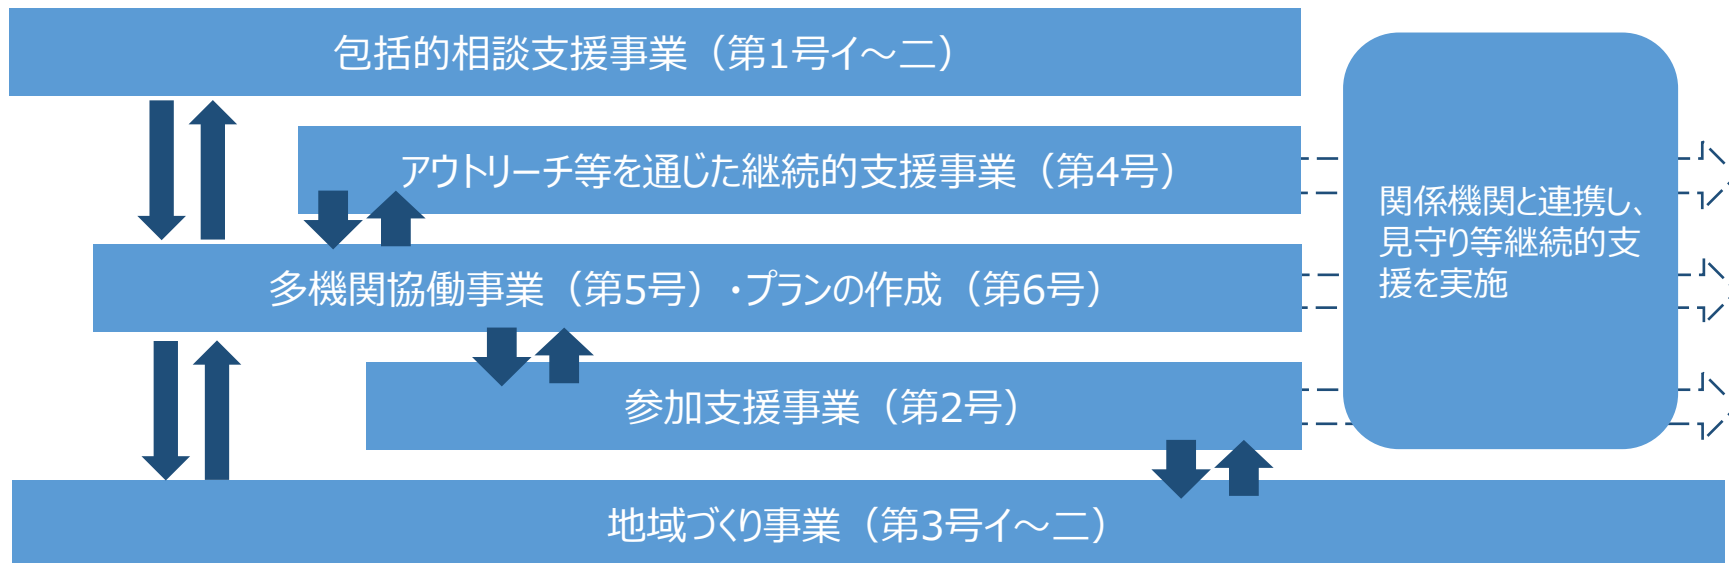 包括的相談支援事業（第1号イ～二）
アウトリーチ等を通じた継続的支援事業（第4号）
多機関協働事業（第5号）・プランの作成（第6号）
参加支援事業（第2号）
地域づくり事業（第3号イ～二）
関係機関と連携し、
見守り等継続的支
援を実施